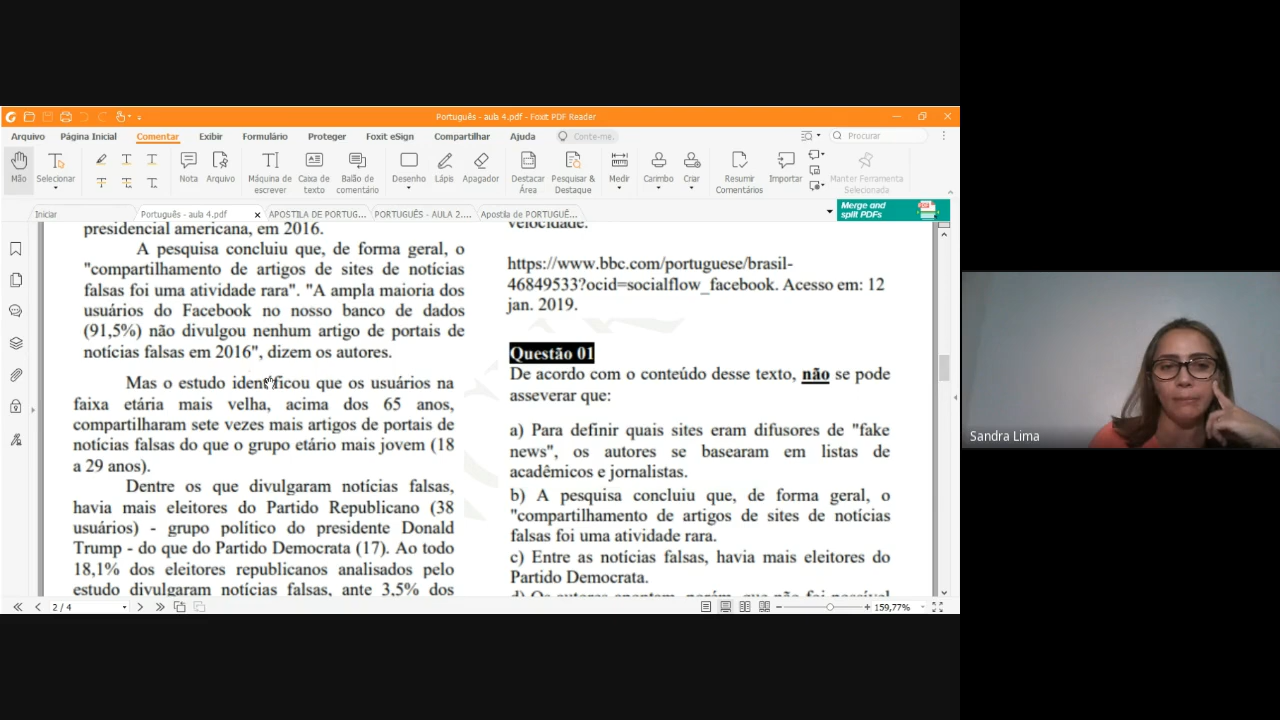 Português - aula 4.pdf - Foxit PDF Reader
Arquivo Página Inicial Comentar Exibir Formulário Proteger Foxit eSign Compartilhar Ajuda Conte-me. Procurar
Mão Selecionar Nota Arquivo Máquina de escrever Caixa de texto Balão de comentário Desenho Lápis Apagador Destacar Área Pesquisar & Destaque Medir Carimbo Criar Resumir Comentários Importar Manter Ferramenta Selecionada
Iniciar Português - aula 4.pdf APOSTILA DE PORTUG... PORTUGUÊS - AULA 2.... Apostila de PORTUGUÊ...
Merge and
split PDFs
presidencial americana, em 2016.
A pesquisa concluiu que, de forma geral, o
"compartilhamento de artigos de sites de notícias
falsas foi uma atividade rara". "A ampla maioria dos
usuários do Facebook no nosso banco de dados
(91,5%) não divulgou nenhum artigo de portais de
notícias falsas em 2016", dizem os autores.
Mas o estudo identificou que os usuários na
faixa etária mais velha, acima dos 65 anos,
compartilharam sete vezes mais artigos de portais de
notícias falsas do que o grupo etário mais jovem (18
a 29 anos).
Dentre os que divulgaram notícias falsas,
havia mais eleitores do Partido Republicano (38
usuários) - grupo político do presidente Donald
Trump - do que do Partido Democrata (17). Ao todo
18,1% dos eleitores republicanos analisados pelo
estudo divulgaram notícias falsas, ante 3,5% dos
velocidade.
https://www.bbc.com/portuguese/brasil-
46849533?ocid=socialflow_facebook. Acesso em: 12
jan. 2019.
Questão 01
De acordo com o conteúdo desse texto, não se pode
asseverar que:
a) Para definir quais sites eram difusores de "fake
news", os autores se basearam em listas de
acadêmicos e jornalistas.
b) A pesquisa concluiu que, de forma geral, o
"compartilhamento de artigos de sites de notícias
falsas foi uma atividade rara.
c) Entre as notícias falsas, havia mais eleitores do
Partido Democrata.
d) Os autores apontam, porém, que não foi possível
2 / 4
159,77%
Sandra Lima